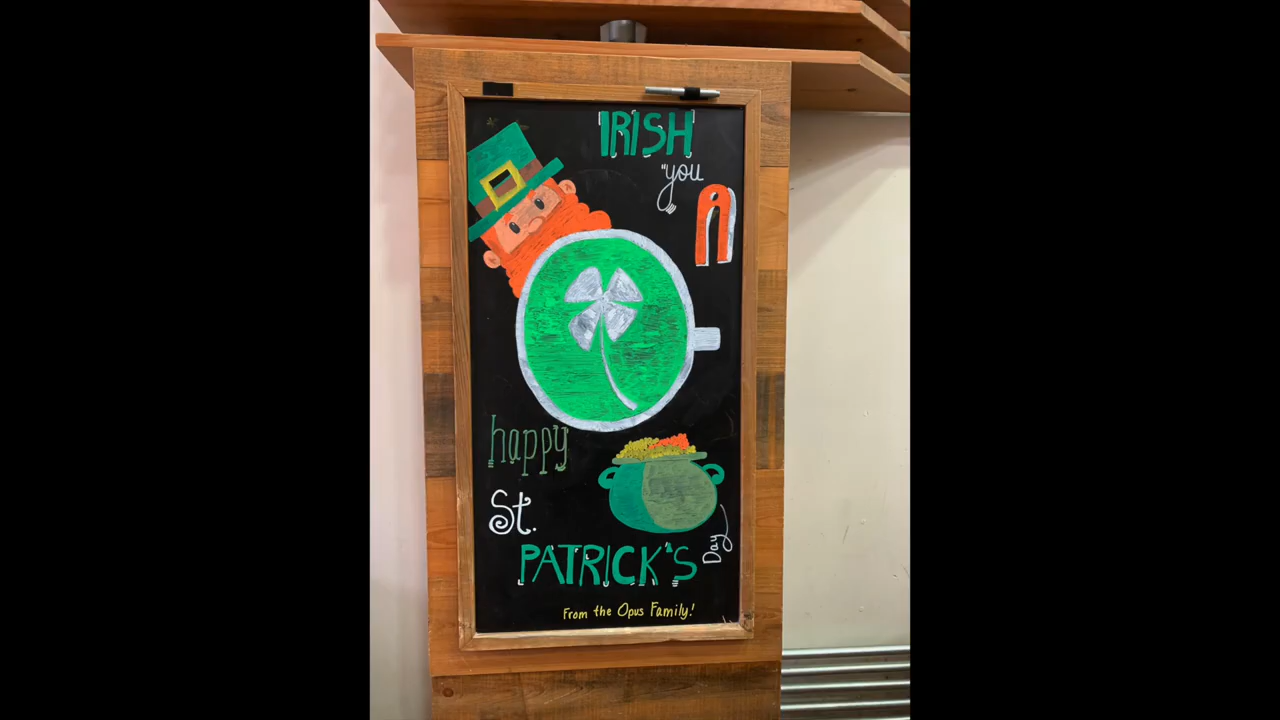 IRISH
"you
happy
St.
PATRICK'S
Day
From the Opus Family!